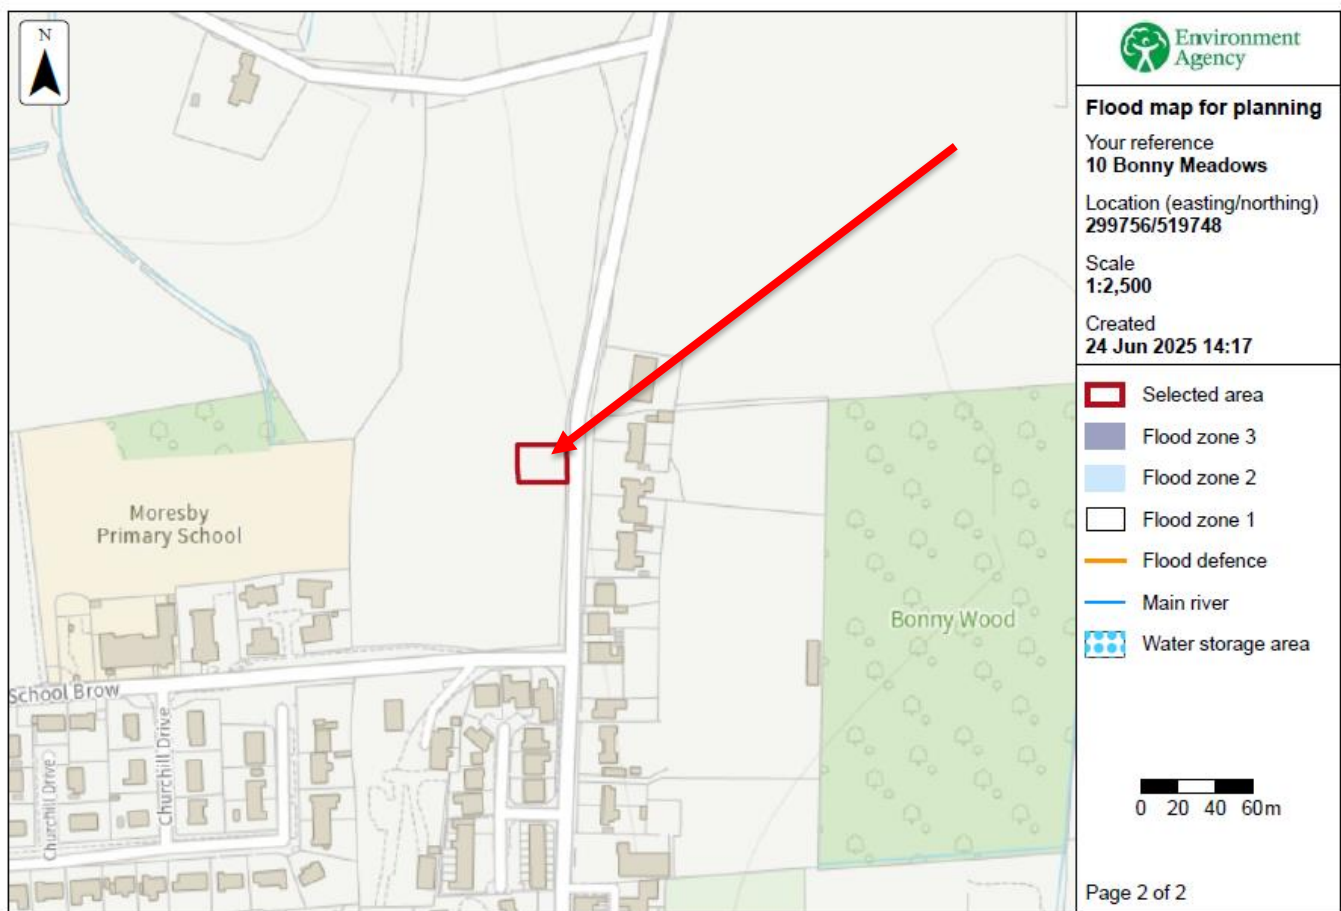 N
Moresby
Primary School
Bonny Wood
School Brow
Churchill Drive
Churchill Drive
Environment
Agency
Flood map for planning
Your reference
10 Bonny Meadows
Location (easting/northing)
299756/519748
Scale
1:2,500
Created
24 Jun 2025 14:17
Selected area
Flood zone 3
Flood zone 2
Flood zone 1
Flood defence
Main river
Water storage area
0 20 40 60m
Page 2 of 2